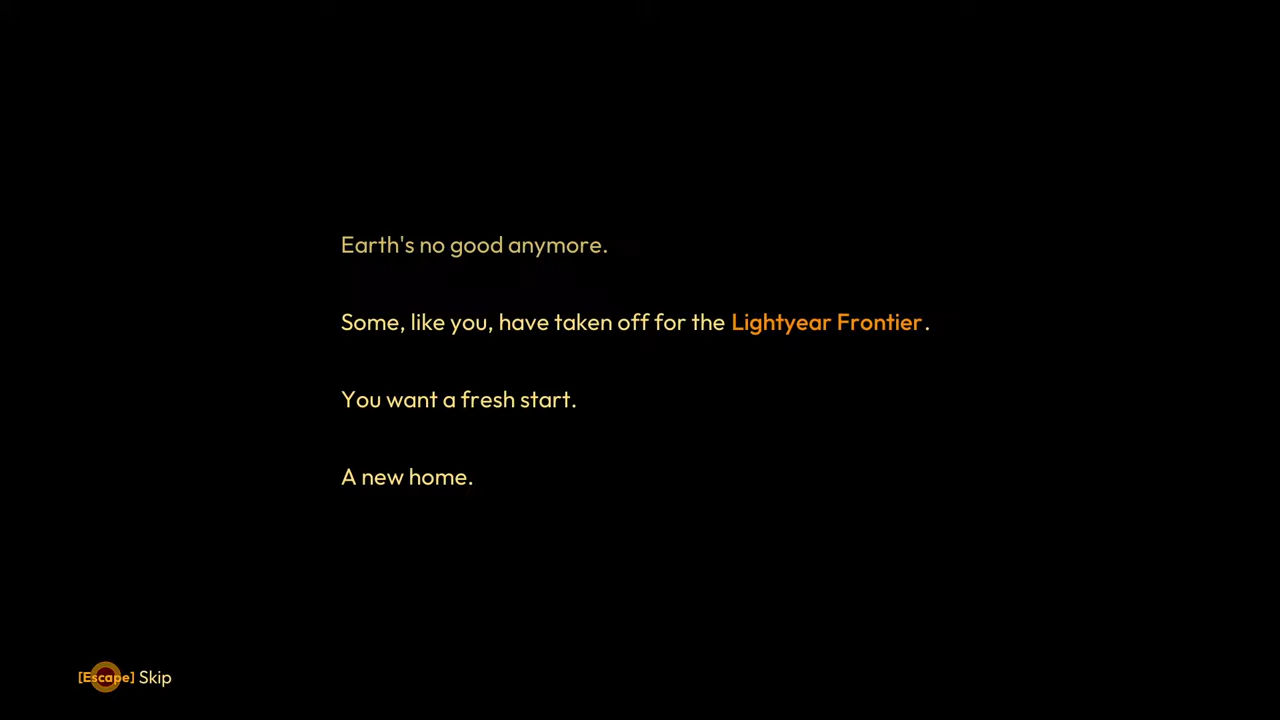 Earth's no good anymore.
Some, like you, have taken off for the Lightyear Frontier.
You want a fresh start.
A new home.
[Escape] Skip